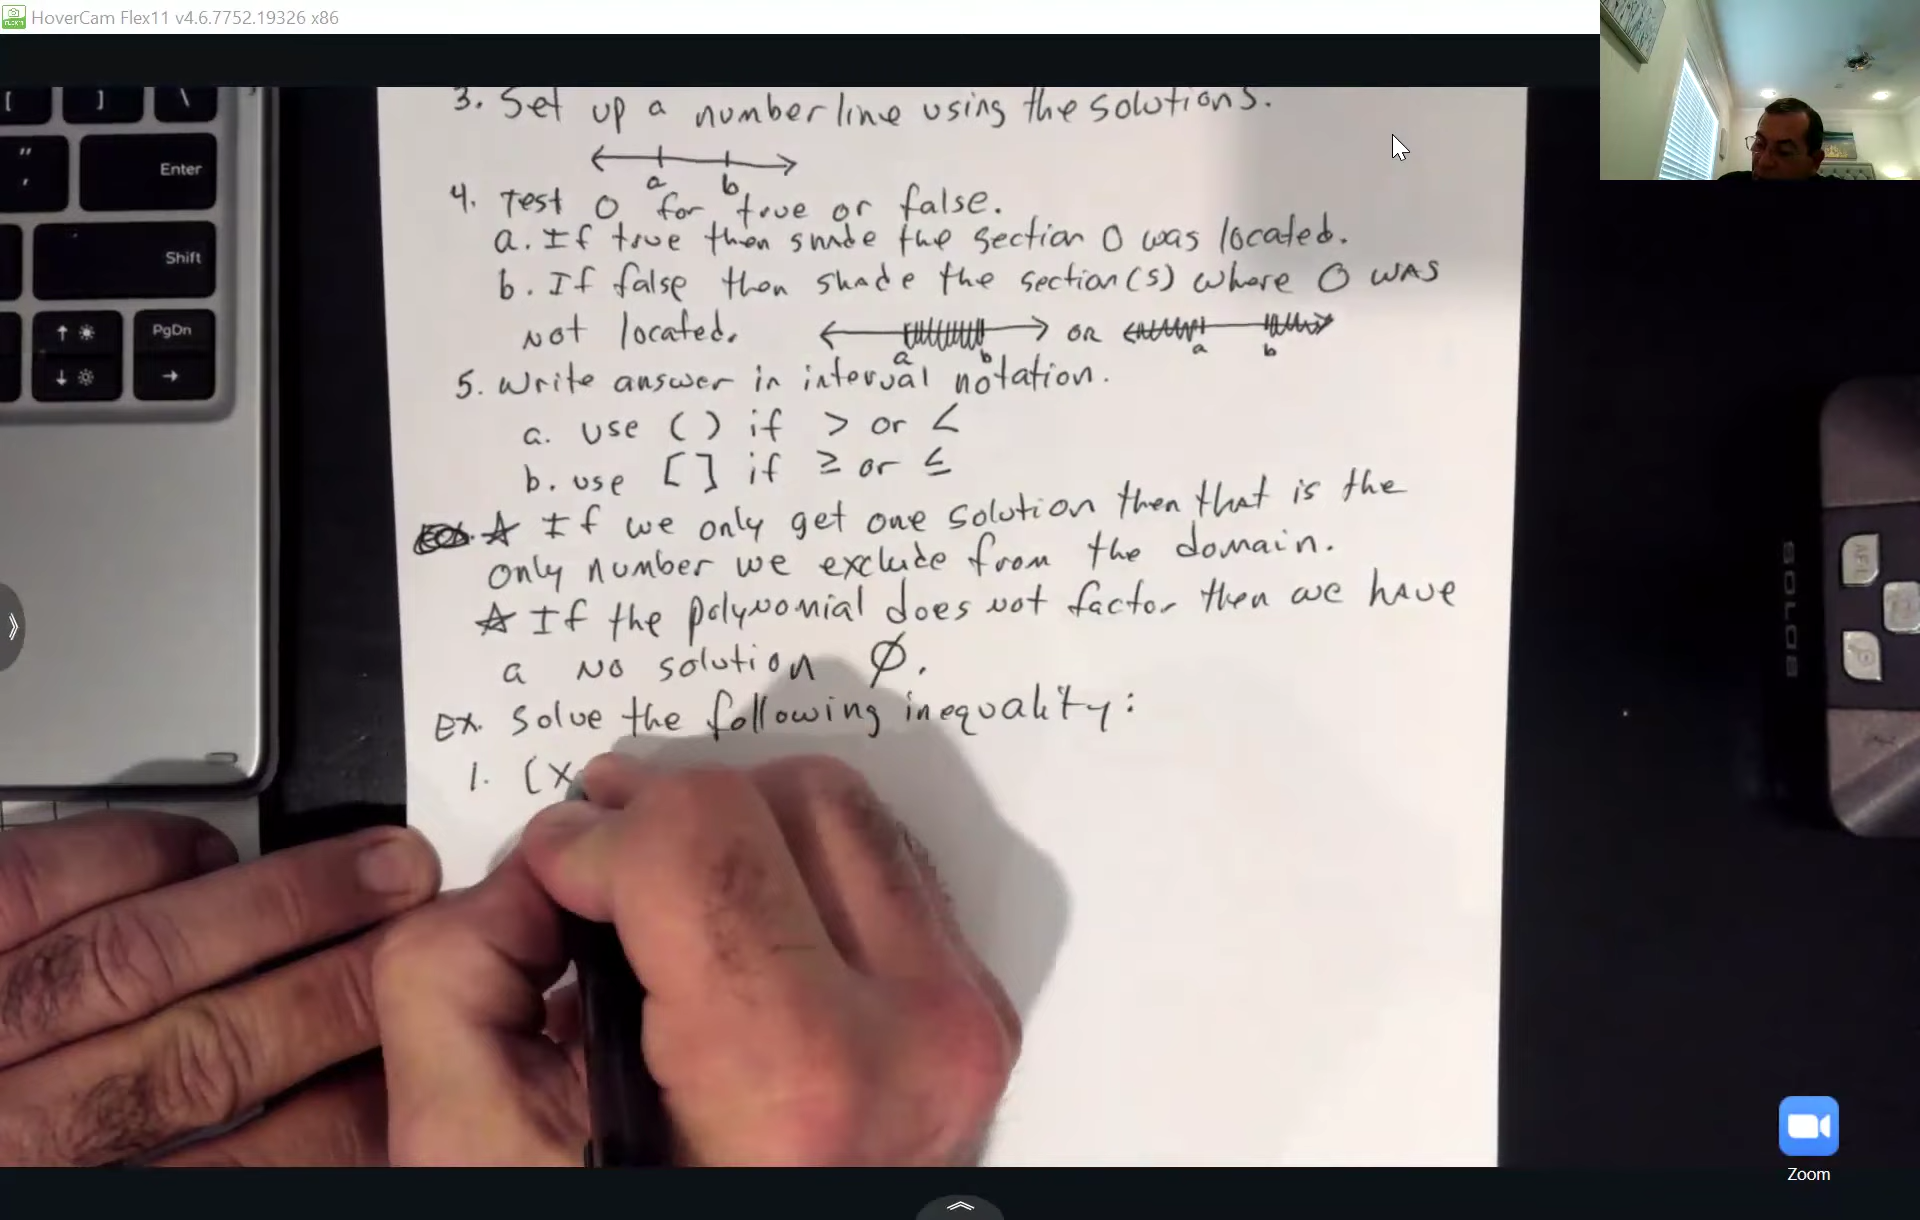 HoverCam Flex11 v4.6.7752.19326 x86
3. Set up a number line using the solutions.
a b
4. Test 0 for true or false.
a. If true then shade the section 0 was located.
b. If false then shade the section(s) where 0 was
not located. a b OR a b
5. Write answer in interval notation.
a. use ( ) if > or <
b. use [ ] if ≥ or ≤
☆ If we only get one solution then that is the
only number we exclude from the domain.
☆ If the polynomial does not factor then we have
a No solution Ø.
Ex. Solve the following inequality:
1. (x
[ ] \
" ,
Enter
Shift
PgDn
SOLO8
Zoom